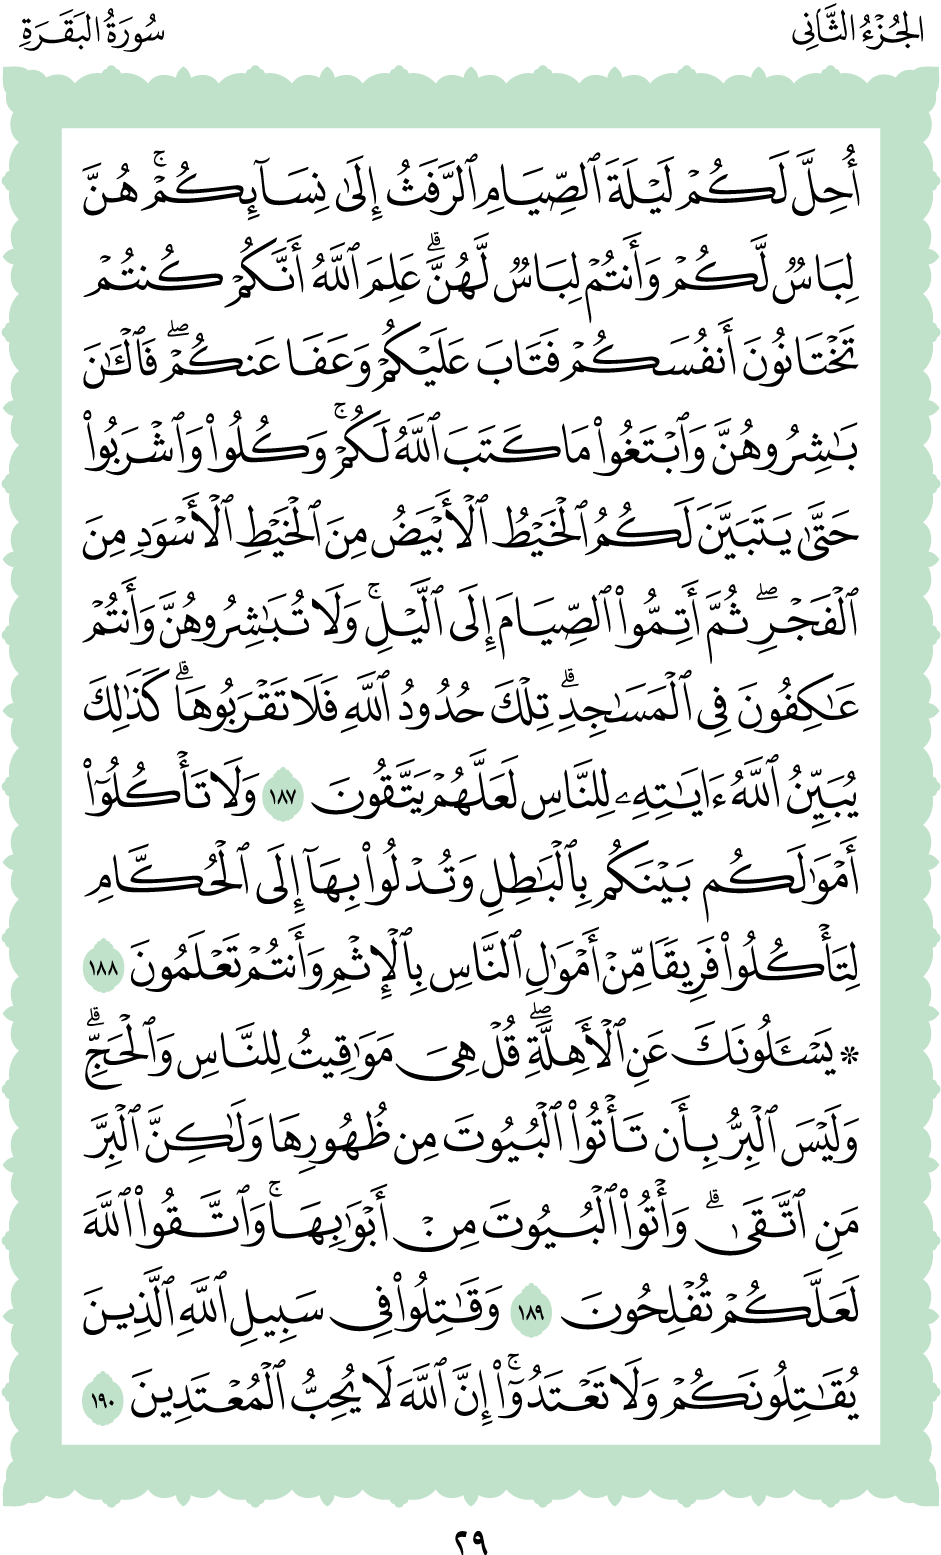 الجُزْءُ الثَّانِي
سُورَةُ البَقَرَةِ
أُحِلَّ لَكُمۡ لَيۡلَةَ ٱلصِّيَامِ ٱلرَّفَثُ إِلَىٰ نِسَآئِكُمۡۚ هُنَّ
لِبَاسٞ لَّكُمۡ وَأَنتُمۡ لِبَاسٞ لَّهُنَّۗ عَلِمَ ٱللَّهُ أَنَّكُمۡ كُنتُمۡ
تَخۡتَانُونَ أَنفُسَكُمۡ فَتَابَ عَلَيۡكُمۡ وَعَفَا عَنكُمۡۖ فَٱلۡـَٰٔنَ
بَٰشِرُوهُنَّ وَٱبۡتَغُواْ مَا كَتَبَ ٱللَّهُ لَكُمۡۚ وَكُلُواْ وَٱشۡرَبُواْ
حَتَّىٰ يَتَبَيَّنَ لَكُمُ ٱلۡخَيۡطُ ٱلۡأَبۡيَضُ مِنَ ٱلۡخَيۡطِ ٱلۡأَسۡوَدِ مِنَ
ٱلۡفَجۡرِۖ ثُمَّ أَتِمُّواْ ٱلصِّيَامَ إِلَى ٱلَّيۡلِۚ وَلَا تُبَٰشِرُوهُنَّ وَأَنتُمۡ
عَٰكِفُونَ فِي ٱلۡمَسَٰجِدِۗ تِلۡكَ حُدُودُ ٱللَّهِ فَلَا تَقۡرَبُوهَاۗ كَذَٰلِكَ
يُبَيِّنُ ٱللَّهُ ءَايَٰتِهِۦ لِلنَّاسِ لَعَلَّهُمۡ يَتَّقُونَ ١٨٧ وَلَا تَأۡكُلُوٓاْ
أَمۡوَٰلَكُم بَيۡنَكُم بِٱلۡبَٰطِلِ وَتُدۡلُواْ بِهَآ إِلَى ٱلۡحُكَّامِ
لِتَأۡكُلُواْ فَرِيقٗا مِّنۡ أَمۡوَٰلِ ٱلنَّاسِ بِٱلۡإِثۡمِ وَأَنتُمۡ تَعۡلَمُونَ ١٨٨
۞ يَسۡـَٔلُونَكَ عَنِ ٱلۡأَهِلَّةِۖ قُلۡ هِيَ مَوَٰقِيتُ لِلنَّاسِ وَٱلۡحَجِّۗ
وَلَيۡسَ ٱلۡبِرُّ بِأَن تَأۡتُواْ ٱلۡبُيُوتَ مِن ظُهُورِهَا وَلَٰكِنَّ ٱلۡبِرَّ
مَنِ ٱتَّقَىٰۗ وَأۡتُواْ ٱلۡبُيُوتَ مِنۡ أَبۡوَٰبِهَاۚ وَٱتَّقُواْ ٱللَّهَ
لَعَلَّكُمۡ تُفۡلِحُونَ ١٨٩ وَقَٰتِلُواْ فِي سَبِيلِ ٱللَّهِ ٱلَّذِينَ
يُقَٰتِلُونَكُمۡ وَلَا تَعۡتَدُوٓاْۚ إِنَّ ٱللَّهَ لَا يُحِبُّ ٱلۡمُعۡتَدِينَ ١٩٠
٢٩